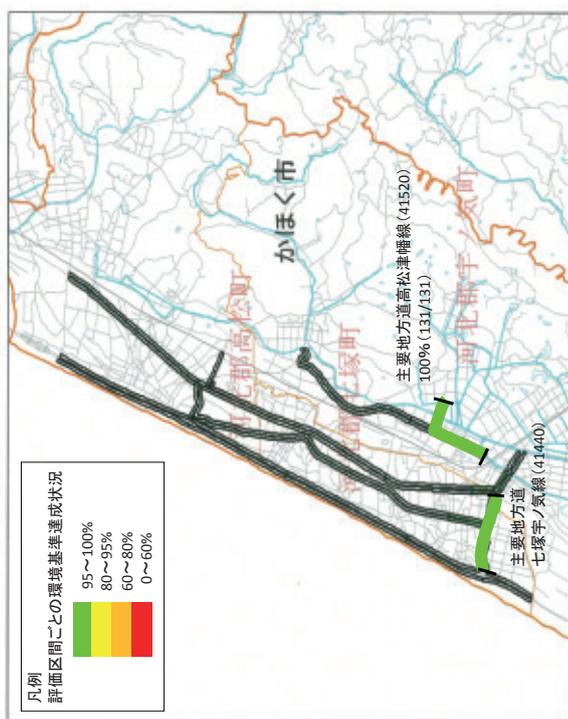 凡例
評価区間ごとの環境基準達成状況
95～100%
80～95%
60～80%
0～60%
かほく市
河北郡高松町
河北郡七塚町
河北郡宇ノ気町
主要地方道高松津幡線(41520)
100%(131/131)
主要地方道
七塚宇ノ気線(41440)